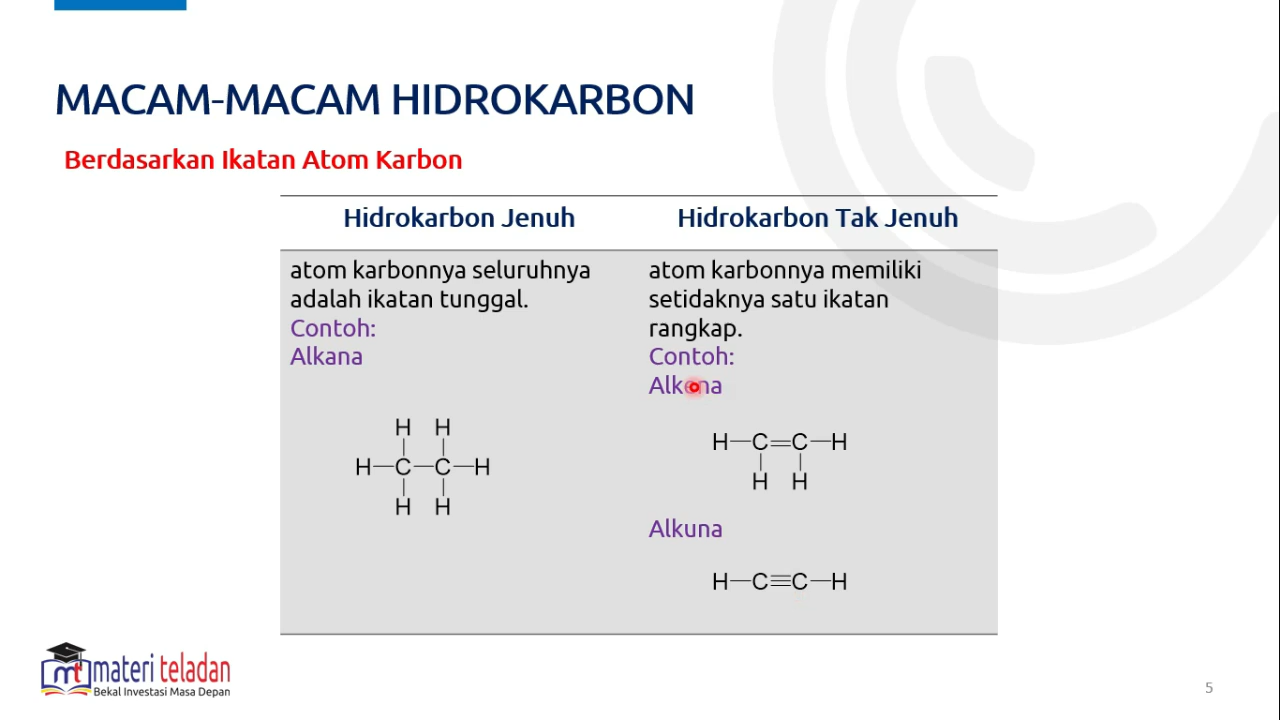 MACAM-MACAM HIDROKARBON
Berdasarkan Ikatan Atom Karbon
Hidrokarbon Jenuh
Hidrokarbon Tak Jenuh
atom karbonnya seluruhnya
adalah ikatan tunggal.
Contoh:
Alkana
H H
H—C—C—H
H H
atom karbonnya memiliki
setidaknya satu ikatan
rangkap.
Contoh:
Alkena
H—C=C—H
H H
Alkuna
H—C≡C—H
mt materi teladan
Bekal Investasi Masa Depan
5